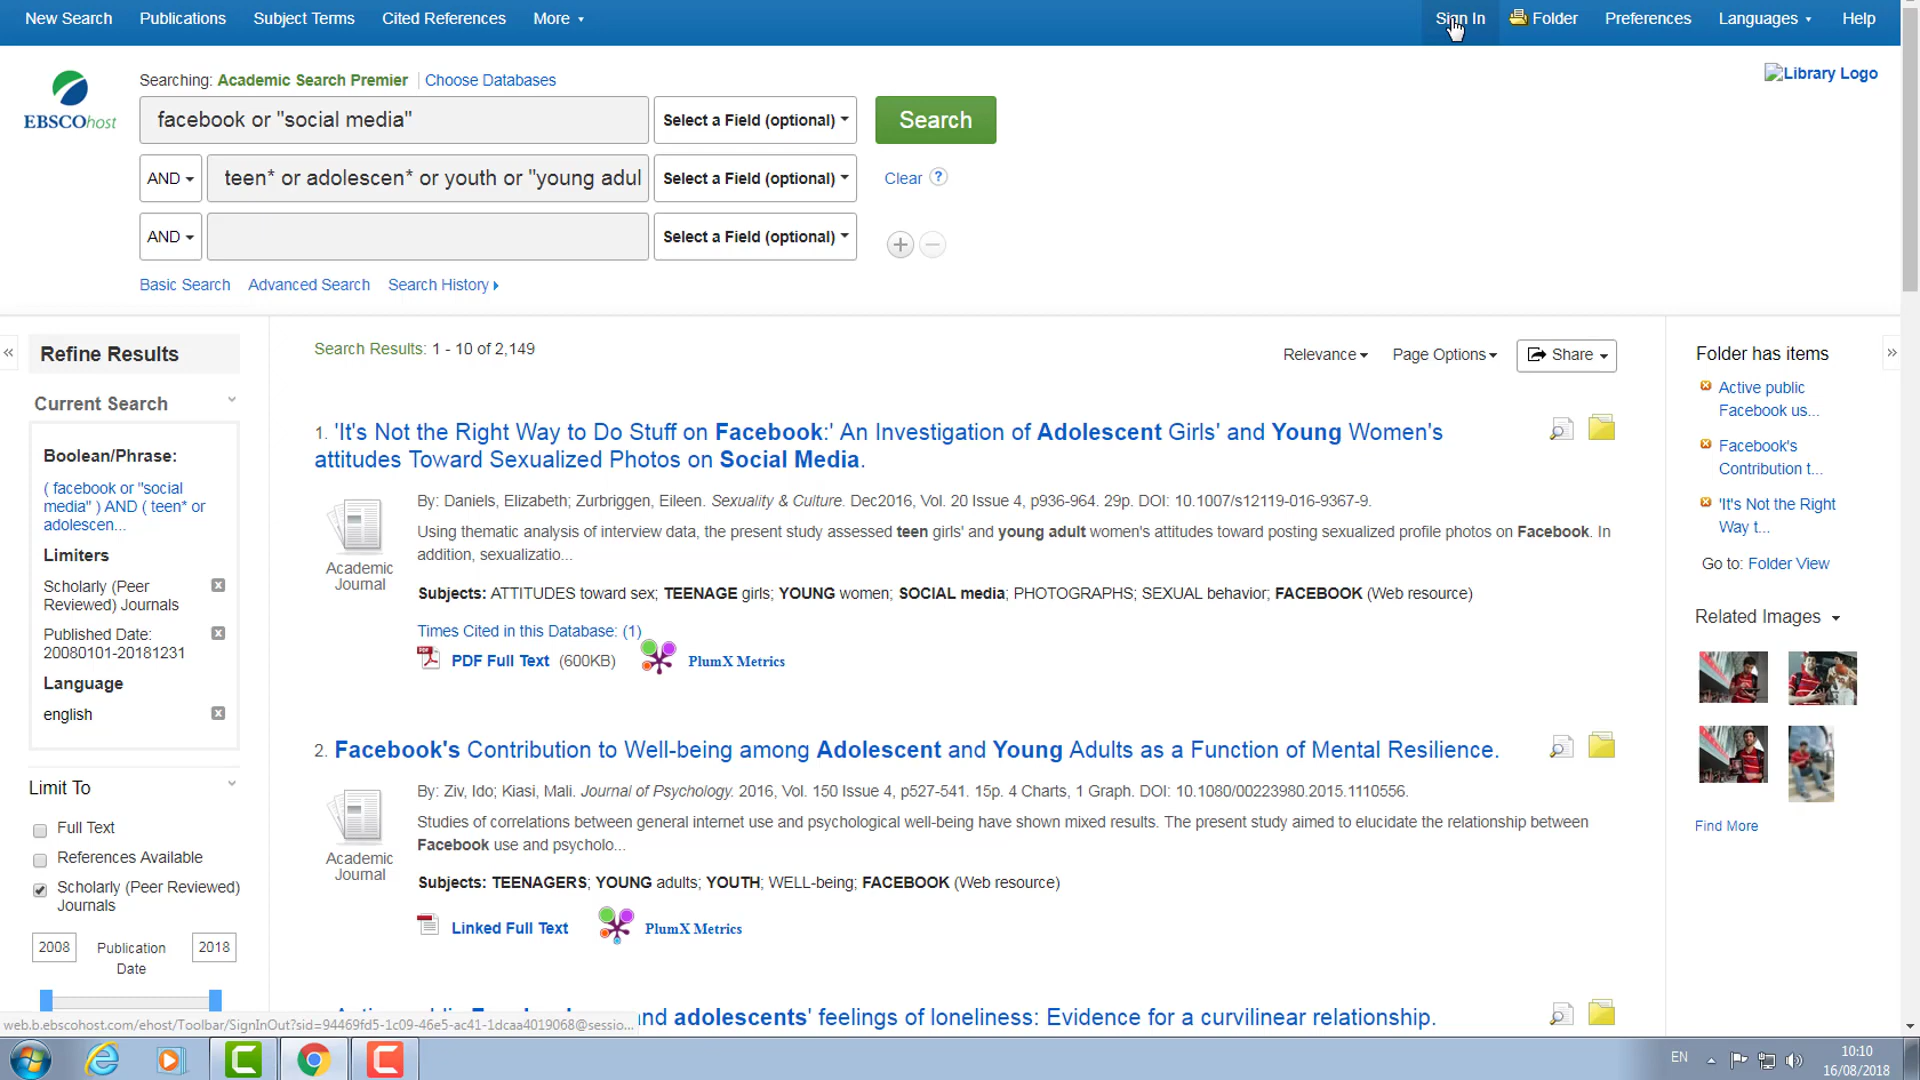 New Search Publications Subject Terms Cited References More Sign In Folder Preferences Languages Help
EBSCOhost
Searching: Academic Search Premier Choose Databases
Library Logo
facebook or "social media" Select a Field (optional) Search
AND teen* or adolescen* or youth or "young adul Select a Field (optional) Clear ?
AND Select a Field (optional)
Basic Search Advanced Search Search History
Refine Results
Current Search
Boolean/Phrase:
( facebook or "social
media" ) AND ( teen* or
adolescen...
Limiters
Scholarly (Peer
Reviewed) Journals
Published Date:
20080101-20181231
Language
english
Limit To
Full Text
References Available
Scholarly (Peer Reviewed)
Journals
2008 Publication 2018
Date
Search Results: 1 - 10 of 2,149
Relevance Page Options Share
1. 'It's Not the Right Way to Do Stuff on Facebook:' An Investigation of Adolescent Girls' and Young Women's
attitudes Toward Sexualized Photos on Social Media.
Academic
Journal
By: Daniels, Elizabeth; Zurbriggen, Eileen. Sexuality & Culture. Dec2016, Vol. 20 Issue 4, p936-964. 29p. DOI: 10.1007/s12119-016-9367-9.
Using thematic analysis of interview data, the present study assessed teen girls' and young adult women's attitudes toward posting sexualized profile photos on Facebook. In
addition, sexualizatio...
Subjects: ATTITUDES toward sex; TEENAGE girls; YOUNG women; SOCIAL media; PHOTOGRAPHS; SEXUAL behavior; FACEBOOK (Web resource)
Times Cited in this Database: (1)
PDF Full Text (600KB) PlumX Metrics
2. Facebook's Contribution to Well-being among Adolescent and Young Adults as a Function of Mental Resilience.
Academic
Journal
By: Ziv, Ido; Kiasi, Mali. Journal of Psychology. 2016, Vol. 150 Issue 4, p527-541. 15p. 4 Charts, 1 Graph. DOI: 10.1080/00223980.2015.1110556.
Studies of correlations between general internet use and psychological well-being have shown mixed results. The present study aimed to elucidate the relationship between
Facebook use and psycholo...
Subjects: TEENAGERS; YOUNG adults; YOUTH; WELL-being; FACEBOOK (Web resource)
Linked Full Text PlumX Metrics
and adolescents' feelings of loneliness: Evidence for a curvilinear relationship.
Folder has items
Active public
Facebook us...
Facebook's
Contribution t...
'It's Not the Right
Way t...
Go to: Folder View
Related Images
Find More
web.b.ebscohost.com/ehost/Toolbar/SignInOut?sid=94469fd5-1c09-46e5-ac41-1dcaa4019068@sessio...
EN 10:10
16/08/2018